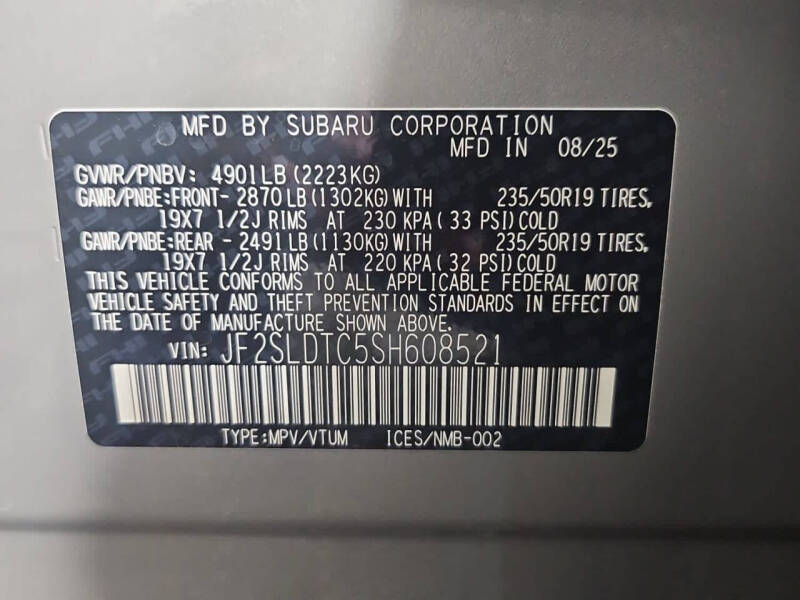 MFD BY SUBARU CORPORATION
MFD IN 08/25
GVWR/PNBV: 4901LB(2223KG)
GAWR/PNBE:FRONT-2870LB(1302KG)WITH 235/50R19 TIRES,
19X7 1/2J RIMS AT 230 KPA(33 PSI)COLD
GAWR/PNBE:REAR -2491LB(1130KG)WITH 235/50R19 TIRES,
19X7 1/2J RIMS AT 220 KPA(32 PSI)COLD
THIS VEHICLE CONFORMS TO ALL APPLICABLE FEDERAL MOTOR
VEHICLE SAFETY AND THEFT PREVENTION STANDARDS IN EFFECT ON
THE DATE OF MANUFACTURE SHOWN ABOVE.
VIN: JF2SLDTC5SH608521
TYPE:MPV/VTUM ICES/NMB-002